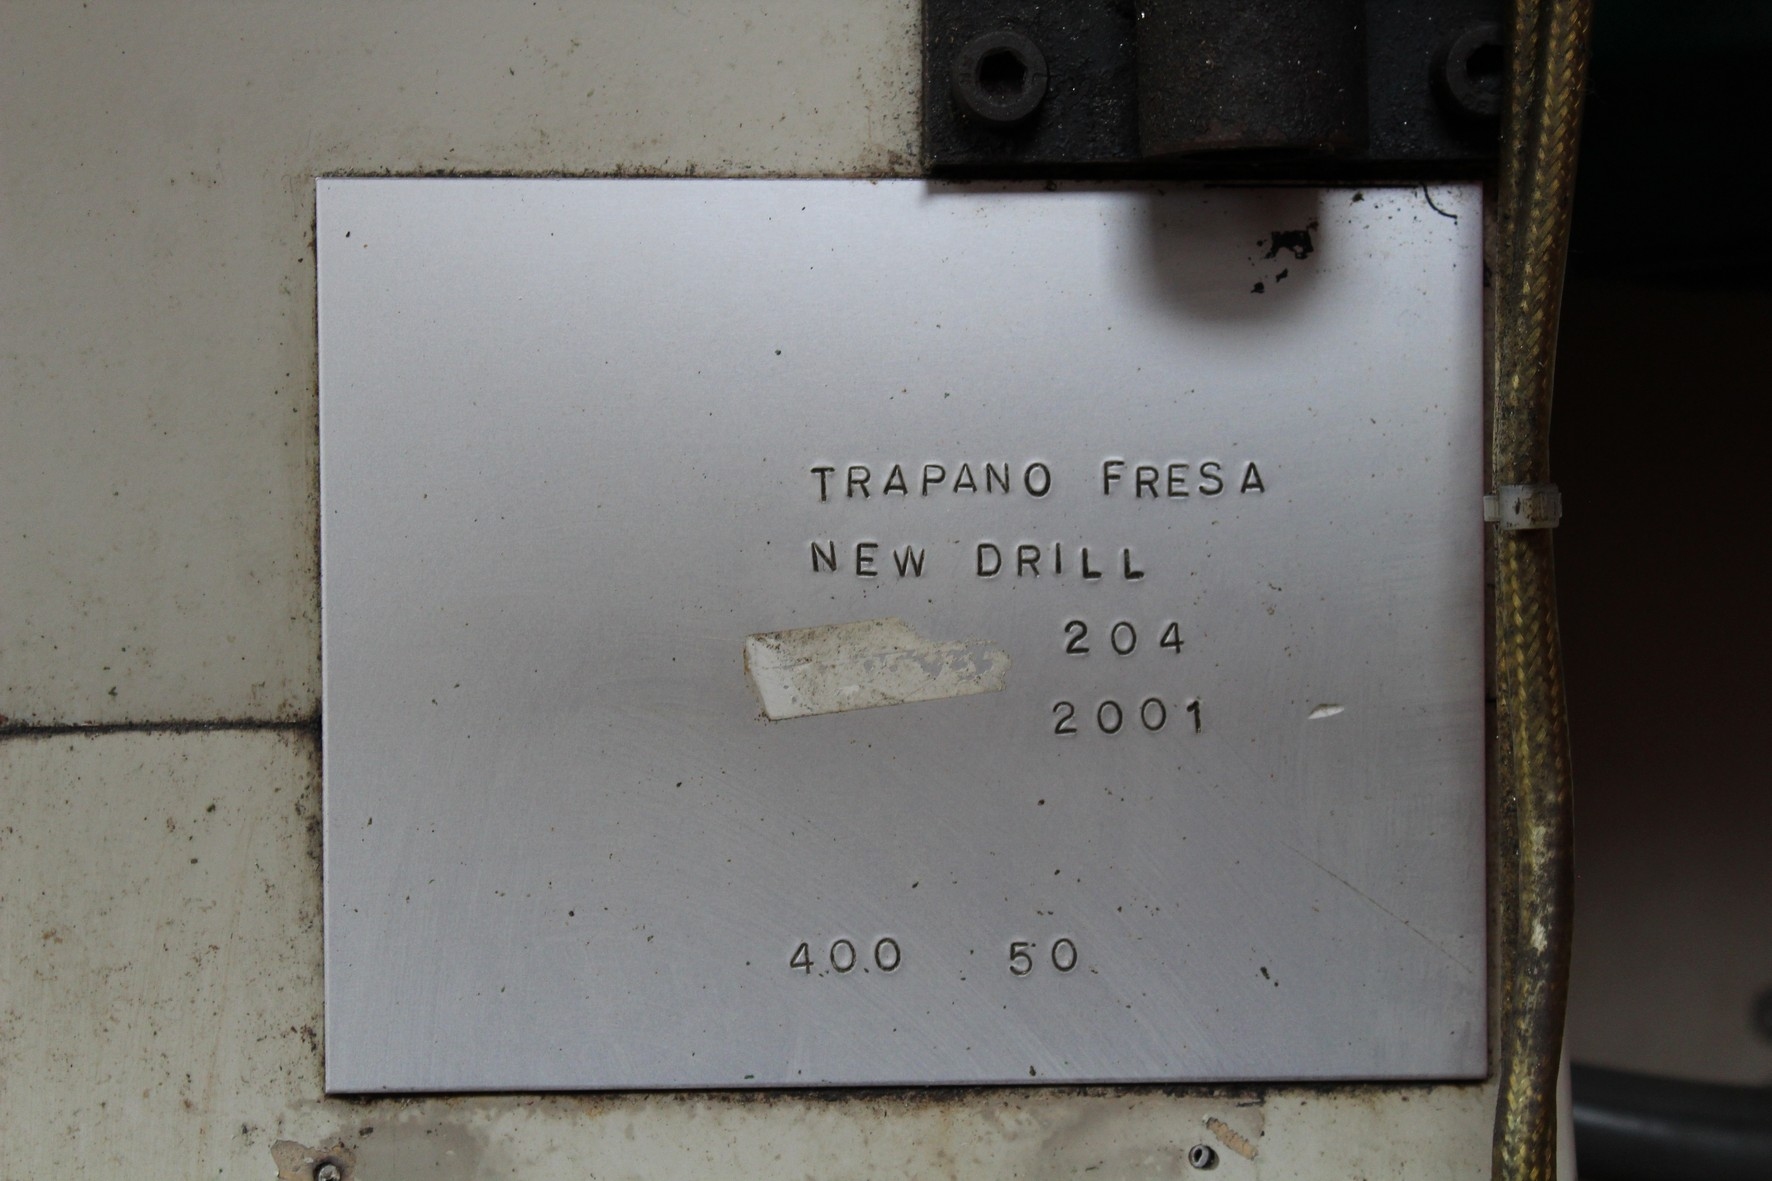 TRAPANO FRESA
NEW DRILL
204
2001
400 50